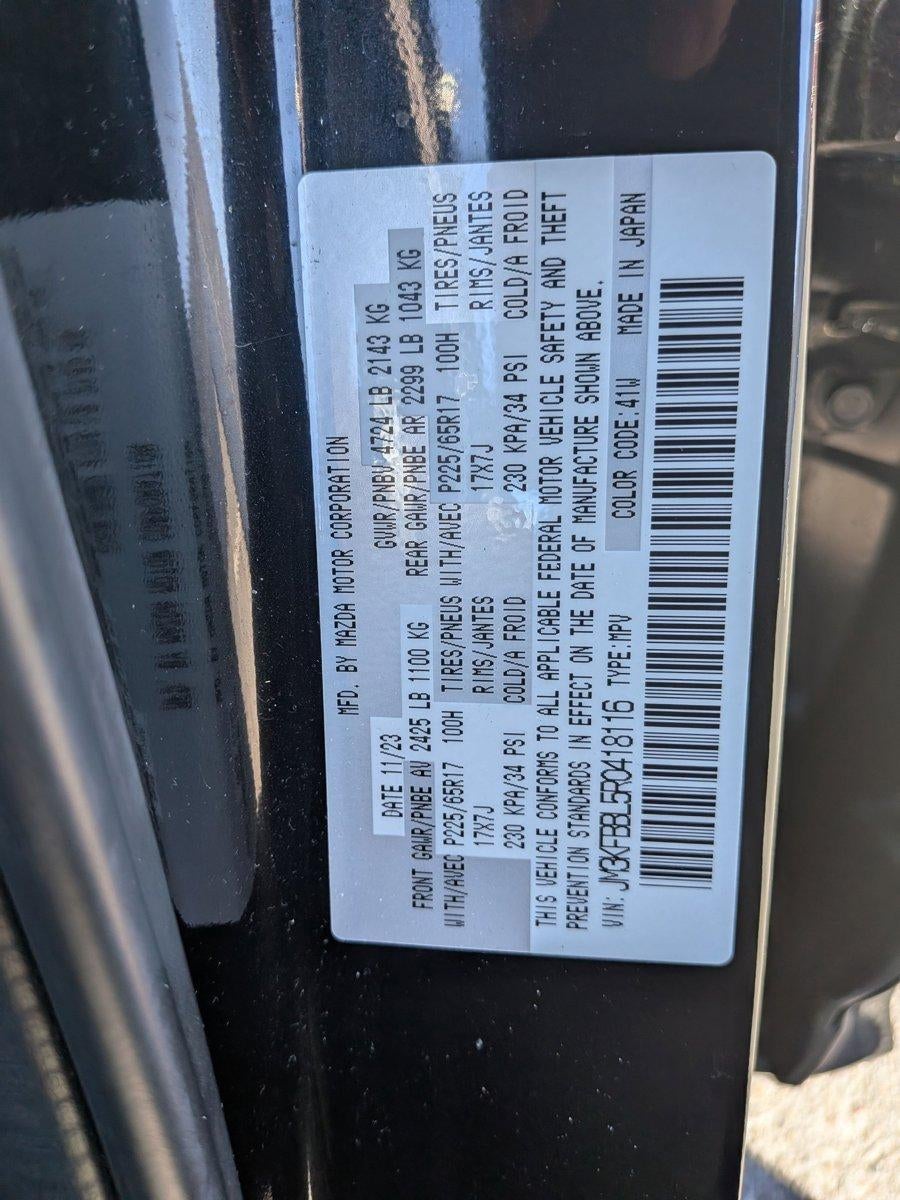 MFD. BY MAZDA MOTOR CORPORATION
DATE 11/23 GVWR/PNBV 4724 LB 2143 KG
FRONT GAWR/PNBE AV 2425 LB 1100 KG REAR GAWR/PNBE AR 2299 LB 1043 KG
WITH/AVEC P225/65R17 100H TIRES/PNEUS WITH/AVEC P225/65R17 100H TIRES/PNEUS
17X7J RIMS/JANTES 17X7J RIMS/JANTES
230 KPA/34 PSI COLD/A FROID 230 KPA/34 PSI COLD/A FROID
THIS VEHICLE CONFORMS TO ALL APPLICABLE FEDERAL MOTOR VEHICLE SAFETY AND THEFT
PREVENTION STANDARDS IN EFFECT ON THE DATE OF MANUFACTURE SHOWN ABOVE.
VIN: JM3KFBBL5R0418116 TYPE:MPV COLOR CODE:41W MADE IN JAPAN